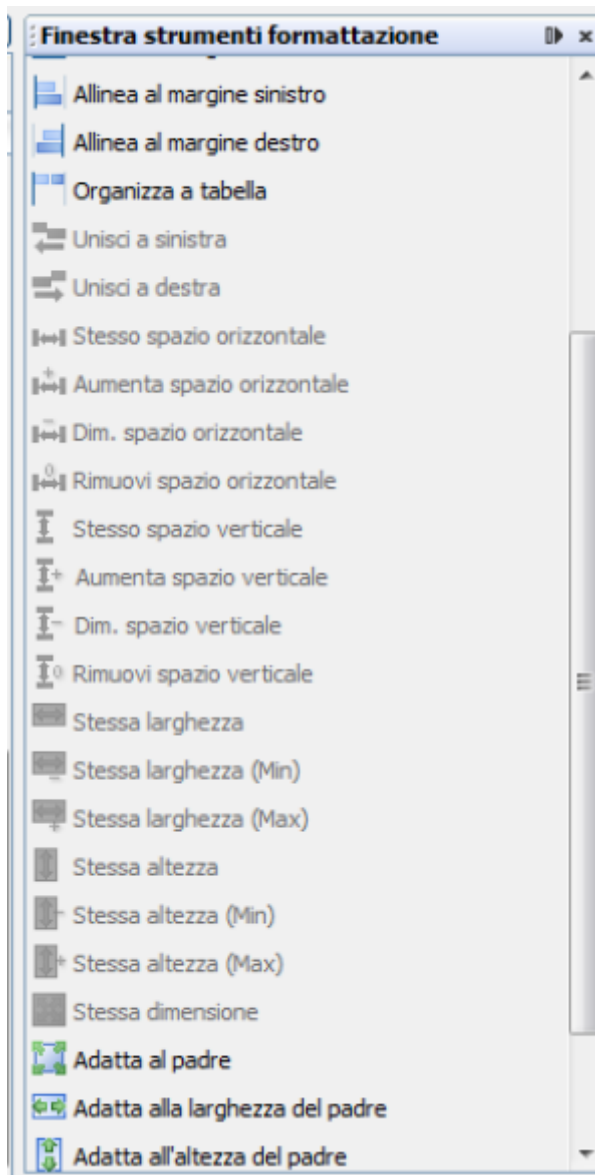 Finestra strumenti formattazione
Allinea al margine sinistro
Allinea al margine destro
Organizza a tabella
Unisci a sinistra
Unisci a destra
Stesso spazio orizzontale
Aumenta spazio orizzontale
Dim. spazio orizzontale
Rimuovi spazio orizzontale
Stesso spazio verticale
Aumenta spazio verticale
Dim. spazio verticale
Rimuovi spazio verticale
Stessa larghezza
Stessa larghezza (Min)
Stessa larghezza (Max)
Stessa altezza
Stessa altezza (Min)
Stessa altezza (Max)
Stessa dimensione
Adatta al padre
Adatta alla larghezza del padre
Adatta all'altezza del padre